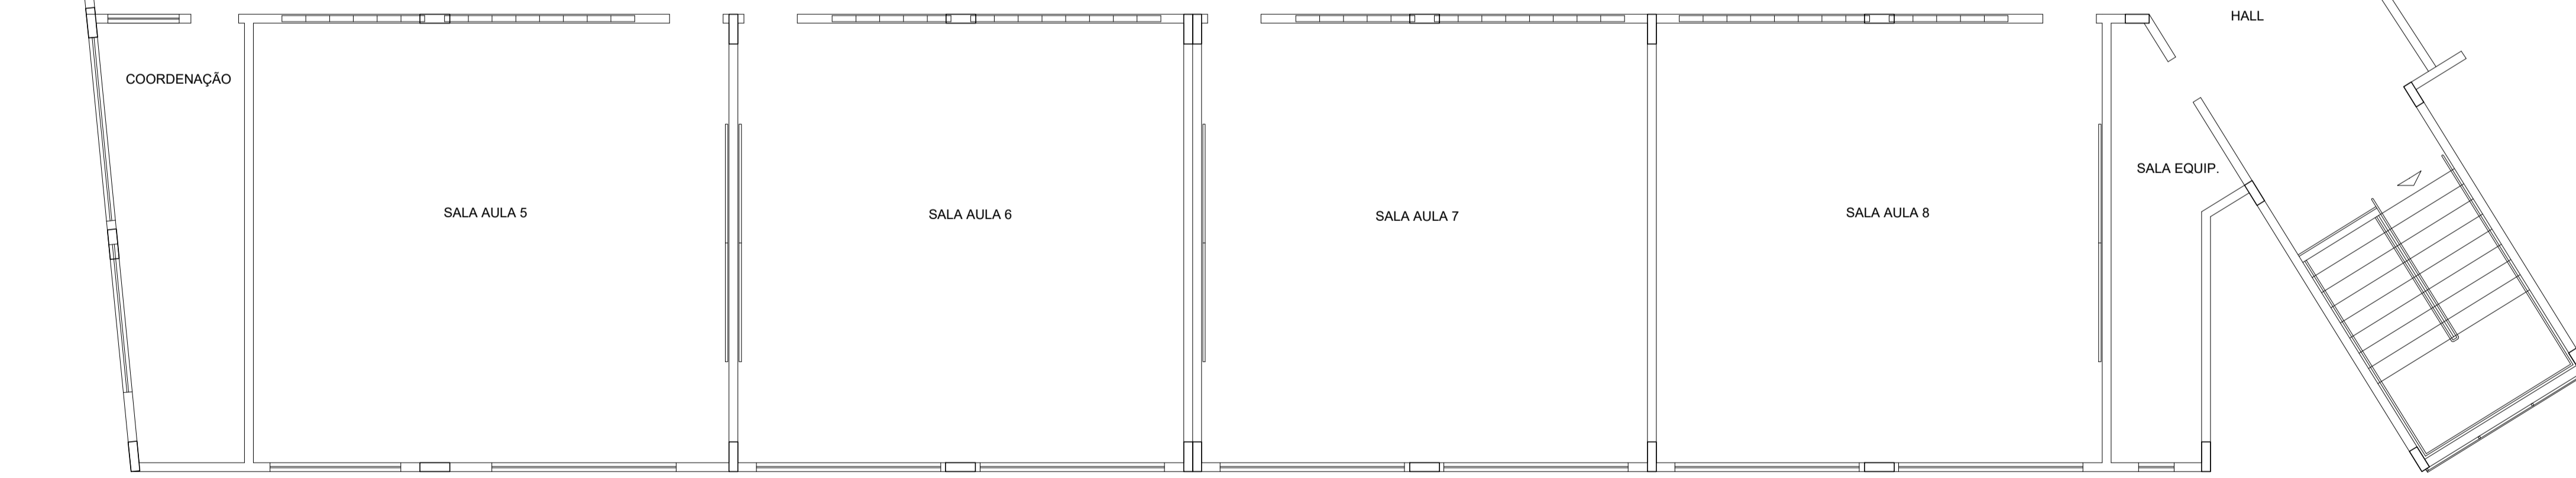 HALL
COORDENAÇÃO
SALA EQUIP.
SALA AULA 5
SALA AULA 6
SALA AULA 7
SALA AULA 8